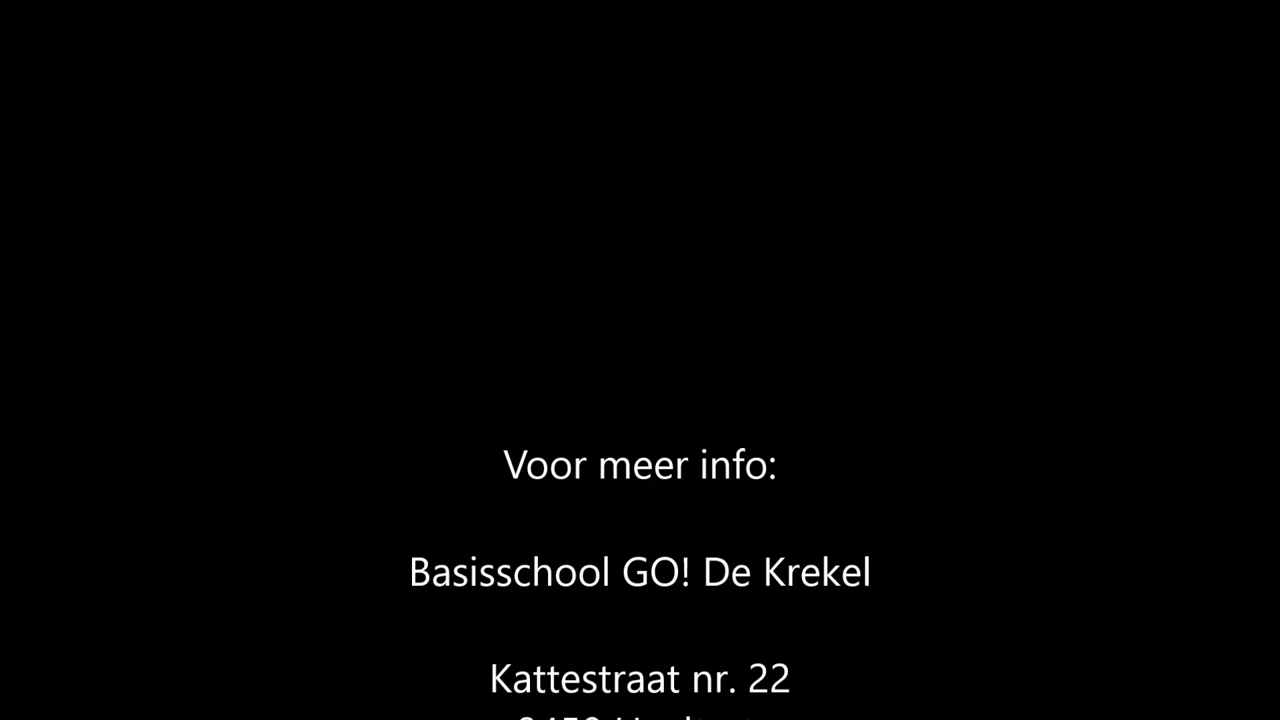 Voor meer info:
Basisschool GO! De Krekel
Kattestraat nr. 22